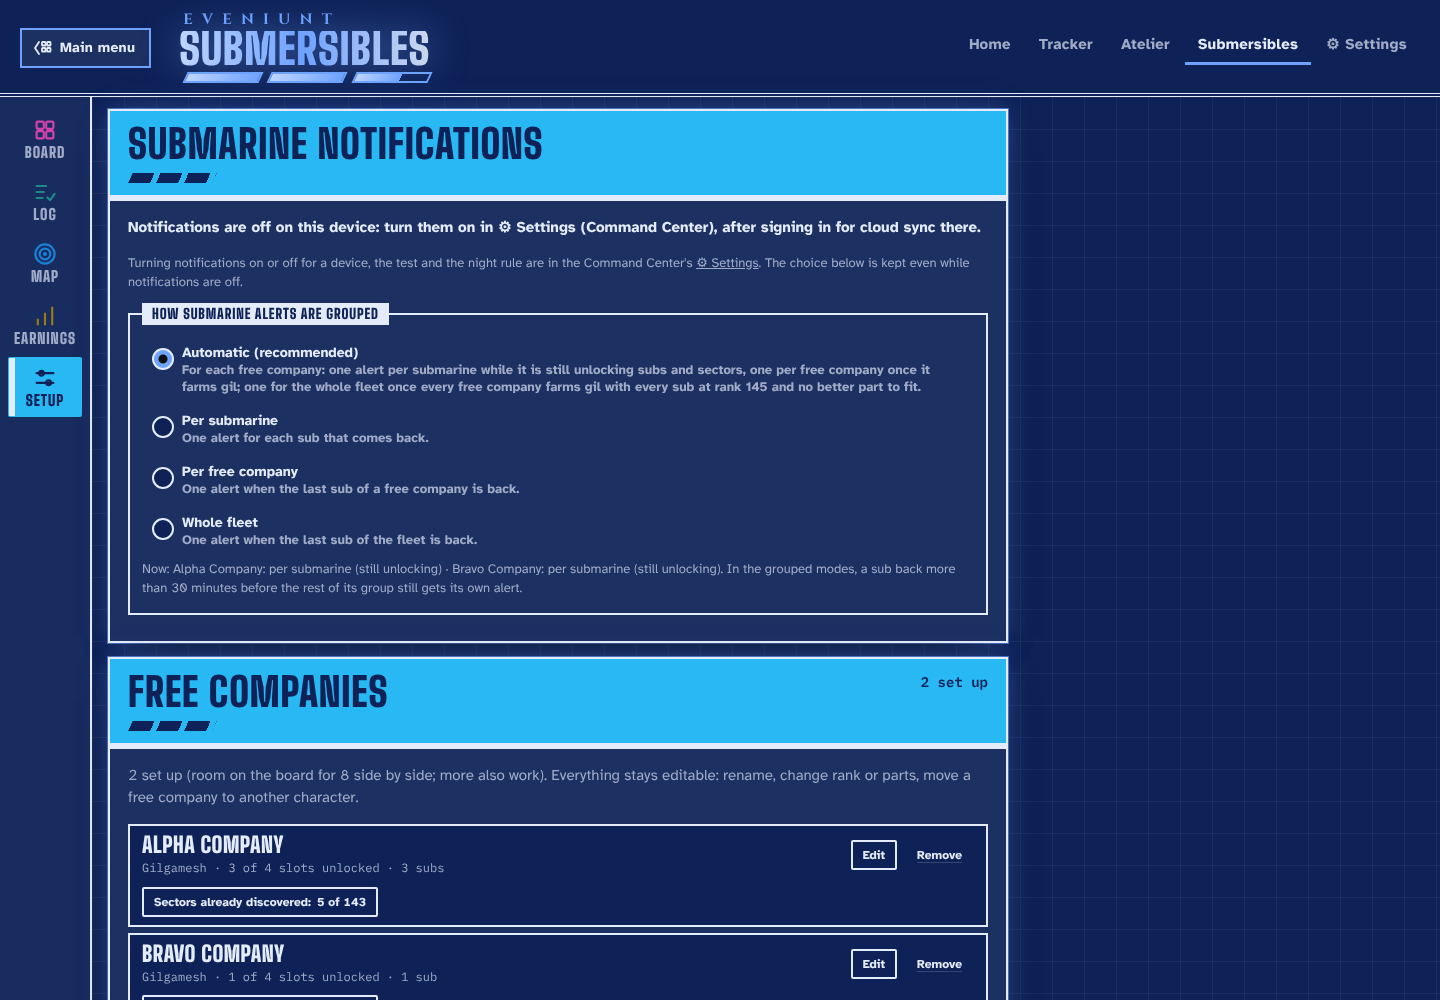 Main menu
EVENIUNT
SUBMERSIBLES
Home
Tracker
Atelier
Submersibles
⚙ Settings
BOARD
LOG
MAP
EARNINGS
SETUP
SUBMARINE NOTIFICATIONS
Notifications are off on this device: turn them on in ⚙ Settings (Command Center), after signing in for cloud sync there.
Turning notifications on or off for a device, the test and the night rule are in the Command Center's ⚙ Settings. The choice below is kept even while
notifications are off.
HOW SUBMARINE ALERTS ARE GROUPED
Automatic (recommended)
For each free company: one alert per submarine while it is still unlocking subs and sectors, one per free company once it
farms gil; one for the whole fleet once every free company farms gil with every sub at rank 145 and no better part to fit.
Per submarine
One alert for each sub that comes back.
Per free company
One alert when the last sub of a free company is back.
Whole fleet
One alert when the last sub of the fleet is back.
Now: Alpha Company: per submarine (still unlocking) · Bravo Company: per submarine (still unlocking). In the grouped modes, a sub back more
than 30 minutes before the rest of its group still gets its own alert.
FREE COMPANIES
2 set up
2 set up (room on the board for 8 side by side; more also work). Everything stays editable: rename, change rank or parts, move a
free company to another character.
ALPHA COMPANY
Gilgamesh · 3 of 4 slots unlocked · 3 subs
Edit
Remove
Sectors already discovered: 5 of 143
BRAVO COMPANY
Gilgamesh · 1 of 4 slots unlocked · 1 sub
Edit
Remove